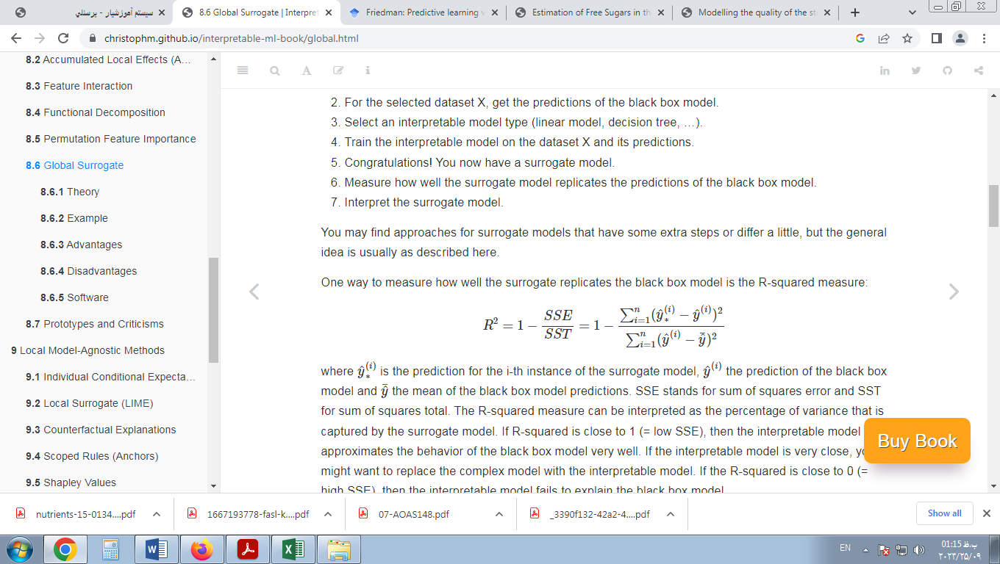 سیستم آموزشیار - پرسنلي
8.6 Global Surrogate | Interpret
Friedman: Predictive learning v
Estimation of Free Sugars in th
Modelling the quality of the st
christophm.github.io/interpretable-ml-book/global.html
8.2 Accumulated Local Effects (A…
8.3 Feature Interaction
8.4 Functional Decomposition
8.5 Permutation Feature Importance
8.6 Global Surrogate
8.6.1 Theory
8.6.2 Example
8.6.3 Advantages
8.6.4 Disadvantages
8.6.5 Software
8.7 Prototypes and Criticisms
9 Local Model-Agnostic Methods
9.1 Individual Conditional Expecta…
9.2 Local Surrogate (LIME)
9.3 Counterfactual Explanations
9.4 Scoped Rules (Anchors)
9.5 Shapley Values
2. For the selected dataset X, get the predictions of the black box model.
3. Select an interpretable model type (linear model, decision tree, …).
4. Train the interpretable model on the dataset X and its predictions.
5. Congratulations! You now have a surrogate model.
6. Measure how well the surrogate model replicates the predictions of the black box model.
7. Interpret the surrogate model.
You may find approaches for surrogate models that have some extra steps or differ a little, but the general
idea is usually as described here.
One way to measure how well the surrogate replicates the black box model is the R-squared measure:
R² = 1 − SSE/SST = 1 − ∑ⁿᵢ₌₁(ŷ∗⁽ⁱ⁾ − ŷ⁽ⁱ⁾)² / ∑ⁿᵢ₌₁(ŷ⁽ⁱ⁾ − ŷ̄)²
where ŷ∗⁽ⁱ⁾ is the prediction for the i-th instance of the surrogate model, ŷ⁽ⁱ⁾ the prediction of the black box
model and ŷ̄ the mean of the black box model predictions. SSE stands for sum of squares error and SST
for sum of squares total. The R-squared measure can be interpreted as the percentage of variance that is
captured by the surrogate model. If R-squared is close to 1 (= low SSE), then the interpretable model
approximates the behavior of the black box model very well. If the interpretable model is very close, yo
might want to replace the complex model with the interpretable model. If the R-squared is close to 0 (=
high SSE), then the interpretable model fails to explain the black box model.
Buy Book
nutrients-15-0134....pdf
1667193778-fasl-k....pdf
07-AOAS148.pdf
_3390f132-42a2-4....pdf
Show all
EN
01:15 ب.ظ
۲۰۲۳/۲۵/۰۹